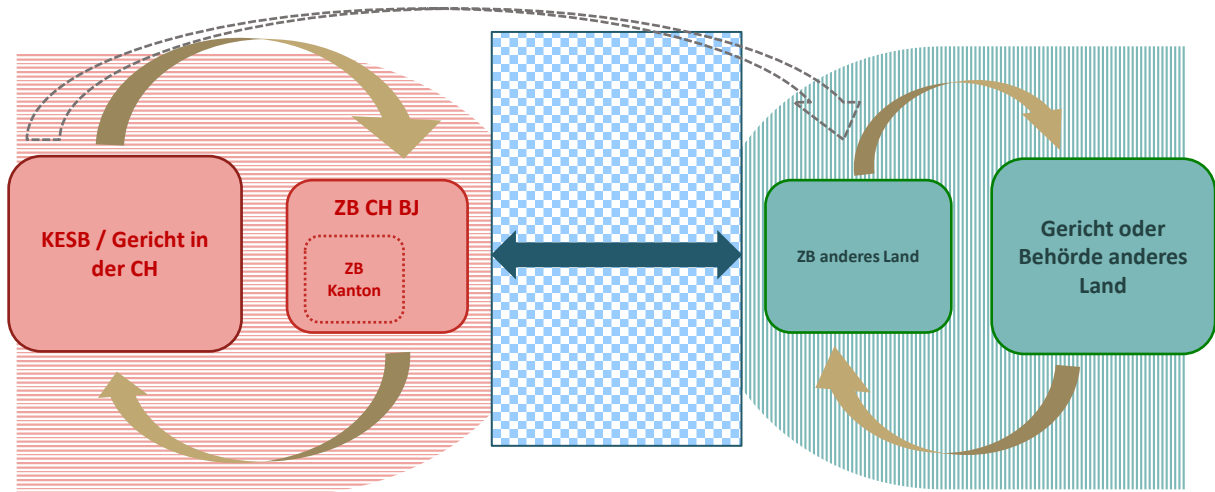 KESB / Gericht in
der CH
ZB CH BJ
ZB
Kanton
ZB anderes Land
Gericht oder
Behörde anderes
Land